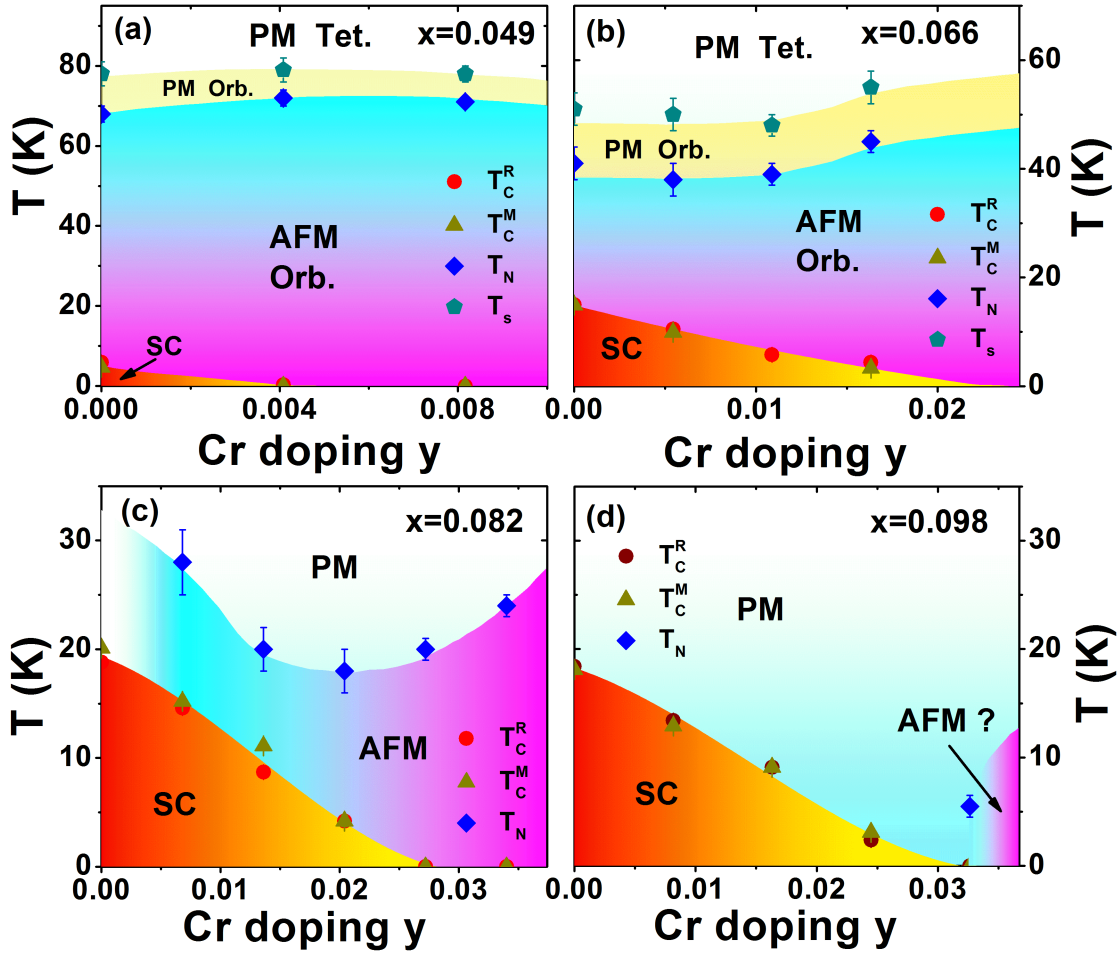 (a) PM Tet. x=0.049
80
PM Orb.
60
T (K)
T_C^R
T_C^M
40
AFM
Orb.
T_N
20
T_s
SC
0
0.000 0.004 0.008
Cr doping y
(b) PM Tet. x=0.066
60
PM Orb.
40
T (K)
T_C^R
AFM
Orb.
T_C^M
20
T_N
SC
T_s
0
0.00 0.01 0.02
Cr doping y
(c) x=0.082
30
PM
20
T (K)
T_C^R
AFM
10
T_C^M
SC
T_N
0
0.00 0.01 0.02 0.03
Cr doping y
(d) x=0.098
35
T_C^R
30
T_C^M
PM
25
T_N
20
T (K)
AFM ?
10
SC
0
0.00 0.01 0.02 0.03
Cr doping y